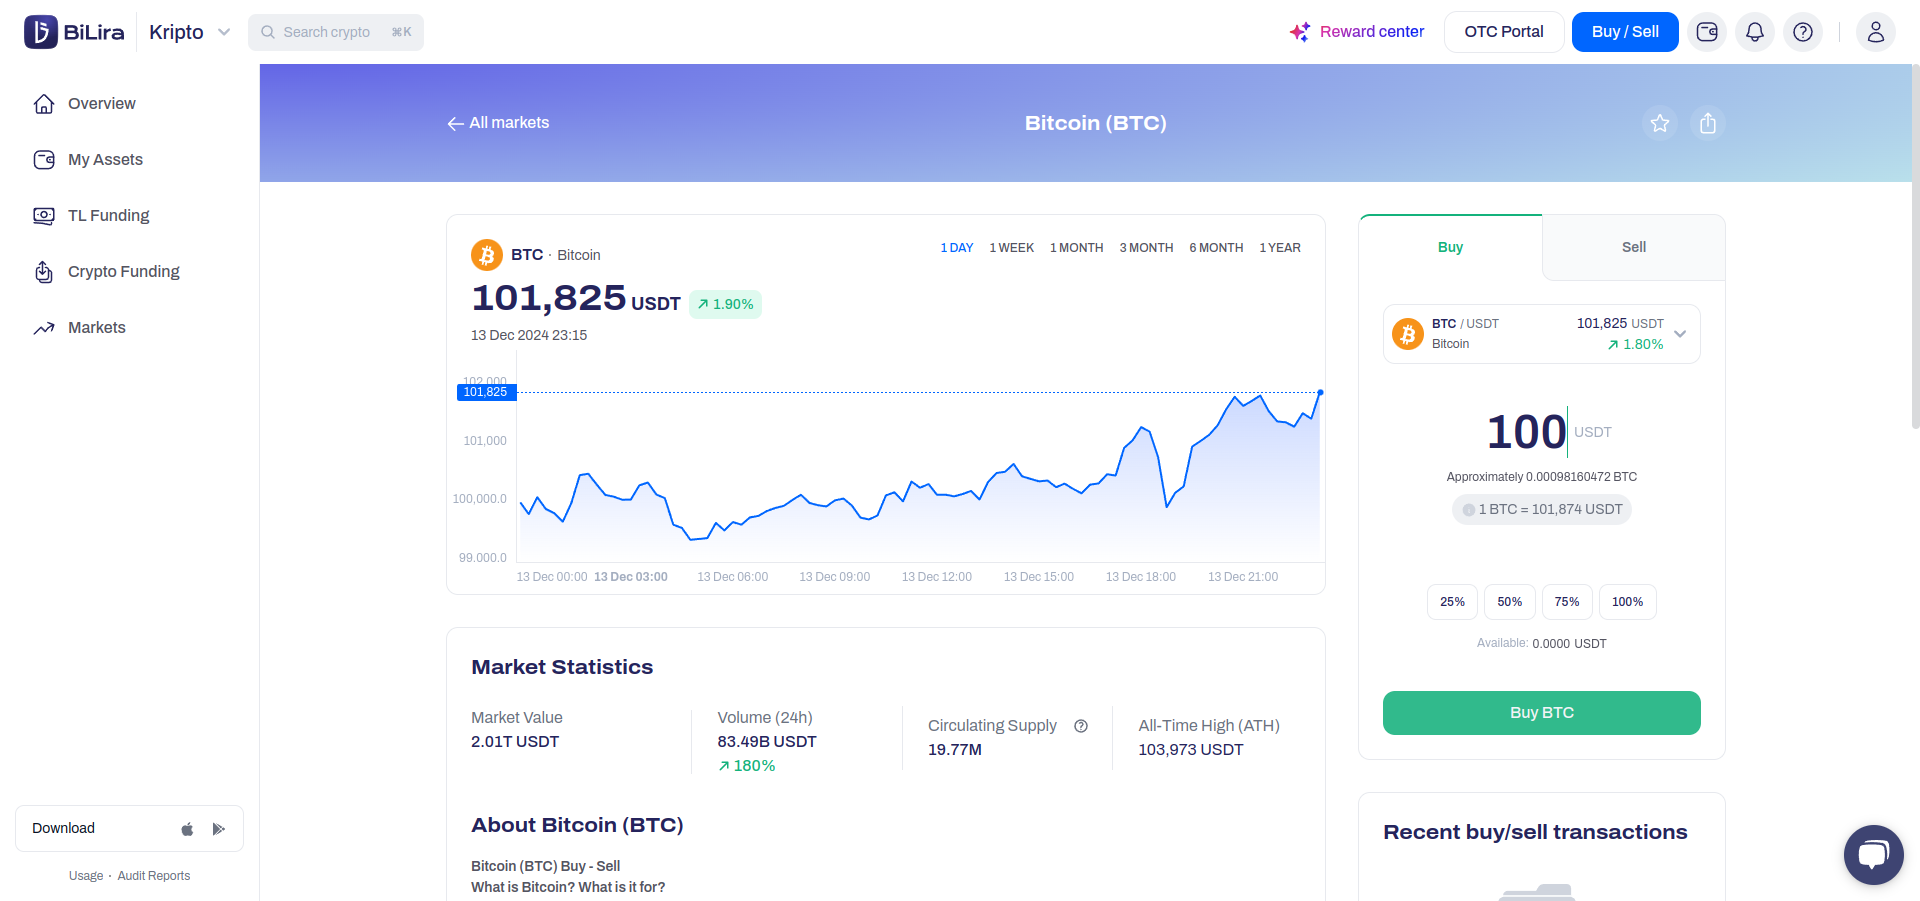 BiLira
Kripto
Search crypto ⌘K
Reward center
OTC Portal
Buy / Sell
Overview
My Assets
TL Funding
Crypto Funding
Markets
Download
Usage · Audit Reports
All markets
Bitcoin (BTC)
BTC · Bitcoin
1 DAY 1 WEEK 1 MONTH 3 MONTH 6 MONTH 1 YEAR
101,825 USDT 1.90%
13 Dec 2024 23:15
102,000
101,825
101,000
100,000.0
99,000.0
13 Dec 00:00 13 Dec 03:00 13 Dec 06:00 13 Dec 09:00 13 Dec 12:00 13 Dec 15:00 13 Dec 18:00 13 Dec 21:00
Market Statistics
Market Value
2.01T USDT
Volume (24h)
83.49B USDT
180%
Circulating Supply
19.77M
All-Time High (ATH)
103,973 USDT
About Bitcoin (BTC)
Bitcoin (BTC) Buy - Sell
What is Bitcoin? What is it for?
Buy
Sell
BTC / USDT
Bitcoin
101,825 USDT
1.80%
100 USDT
Approximately 0.00098160472 BTC
1 BTC = 101,874 USDT
25% 50% 75% 100%
Available: 0.0000 USDT
Buy BTC
Recent buy/sell transactions